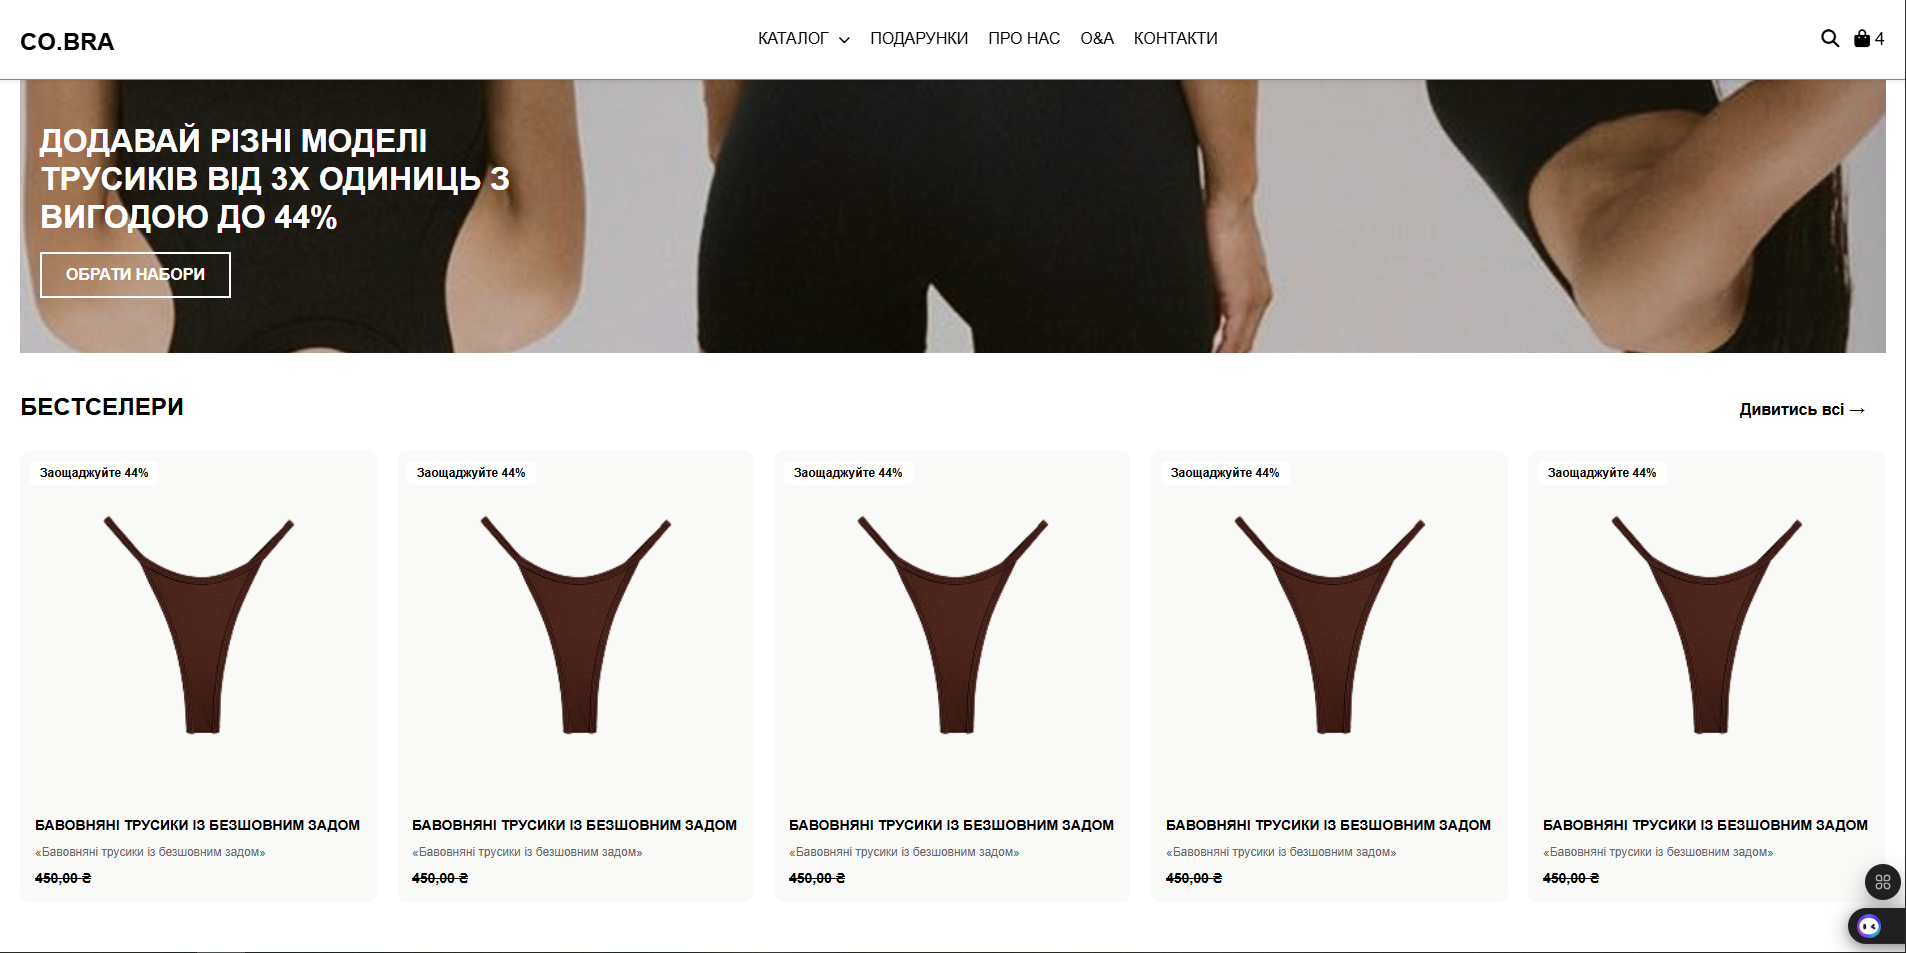 CO.BRA
КАТАЛОГ ПОДАРУНКИ ПРО НАС О&А КОНТАКТИ
4
ДОДАВАЙ РІЗНІ МОДЕЛІ
ТРУСИКІВ ВІД 3Х ОДИНИЦЬ З
ВИГОДОЮ ДО 44%
ОБРАТИ НАБОРИ
БЕСТСЕЛЕРИ
Дивитись всі →
Заощаджуйте 44%
БАВОВНЯНІ ТРУСИКИ ІЗ БЕЗШОВНИМ ЗАДОМ
«Бавовняні трусики із безшовним задом»
450,00 ₴
Заощаджуйте 44%
БАВОВНЯНІ ТРУСИКИ ІЗ БЕЗШОВНИМ ЗАДОМ
«Бавовняні трусики із безшовним задом»
450,00 ₴
Заощаджуйте 44%
БАВОВНЯНІ ТРУСИКИ ІЗ БЕЗШОВНИМ ЗАДОМ
«Бавовняні трусики із безшовним задом»
450,00 ₴
Заощаджуйте 44%
БАВОВНЯНІ ТРУСИКИ ІЗ БЕЗШОВНИМ ЗАДОМ
«Бавовняні трусики із безшовним задом»
450,00 ₴
Заощаджуйте 44%
БАВОВНЯНІ ТРУСИКИ ІЗ БЕЗШОВНИМ ЗАДОМ
«Бавовняні трусики із безшовним задом»
450,00 ₴